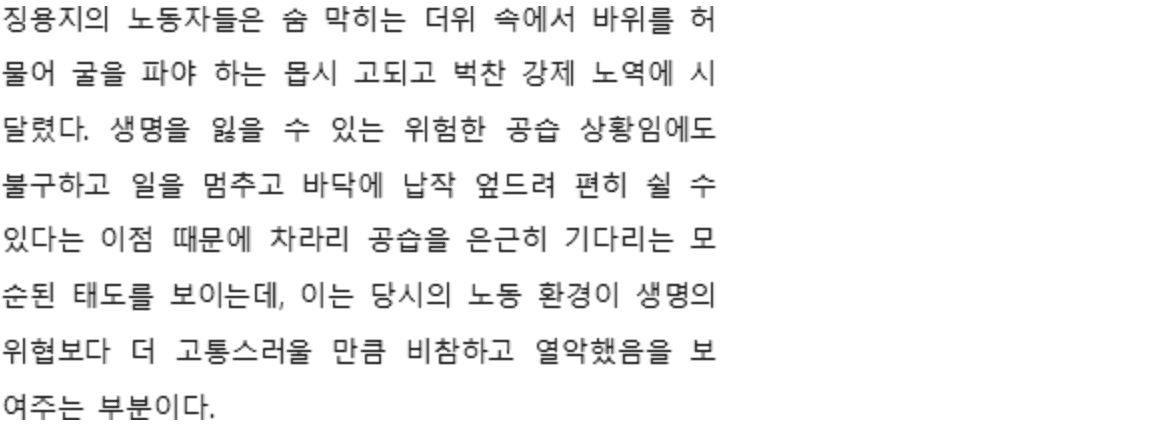 징용지의 노동자들은 숨 막히는 더위 속에서 바위를 허
물어 굴을 파야 하는 몹시 고되고 벅찬 강제 노역에 시
달렸다. 생명을 잃을 수 있는 위험한 공습 상황임에도
불구하고 일을 멈추고 바닥에 납작 엎드려 편히 쉴 수
있다는 이점 때문에 차라리 공습을 은근히 기다리는 모
순된 태도를 보이는데, 이는 당시의 노동 환경이 생명의
위협보다 더 고통스러울 만큼 비참하고 열악했음을 보
여주는 부분이다.